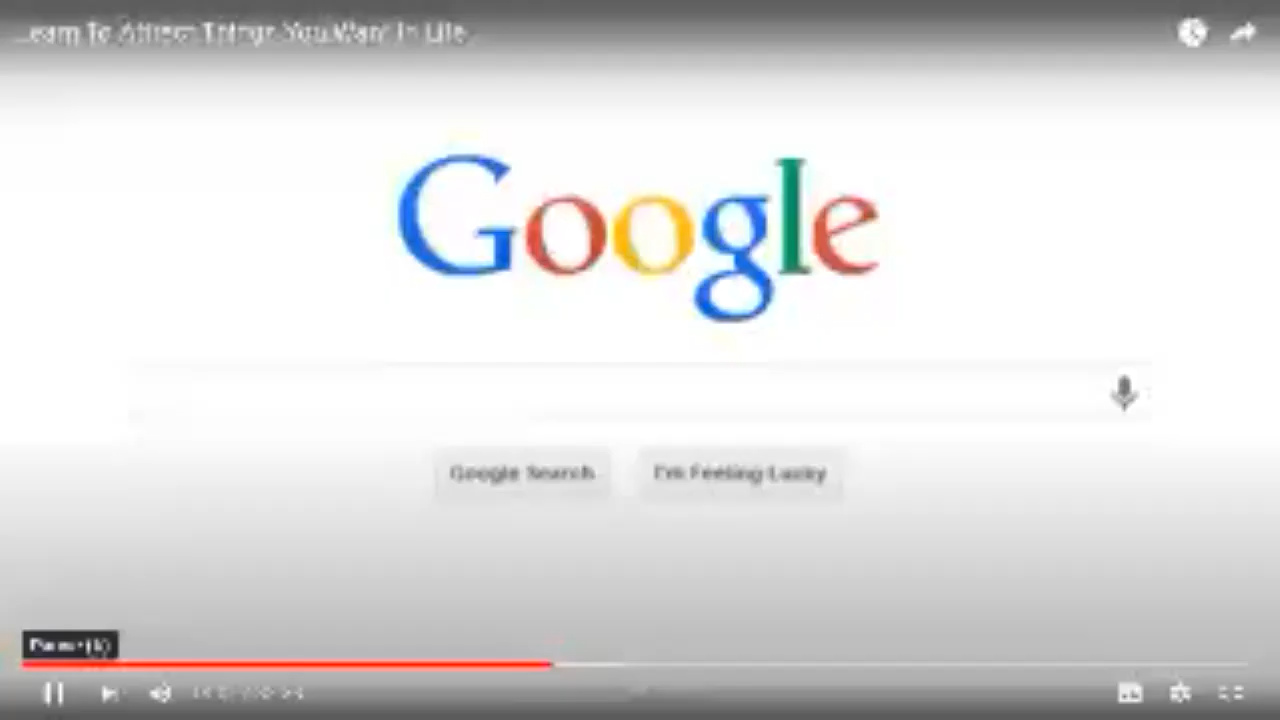 Learn To Attract Things You Want In Life
Google
Google Search
I'm Feeling Lucky
Pause (k)